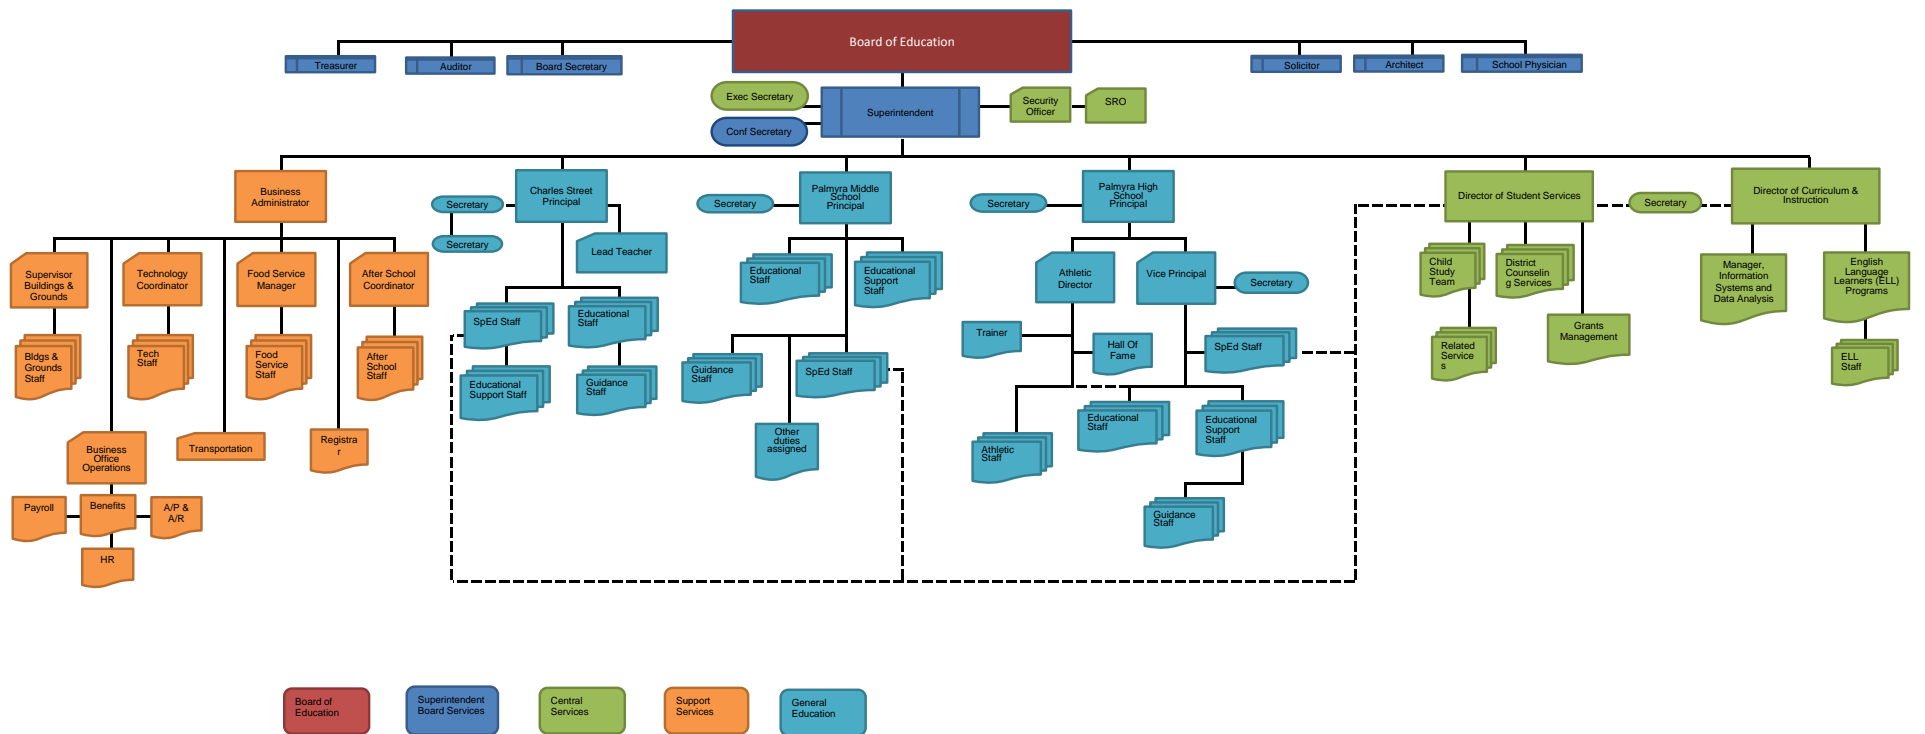 Board of Education
Treasurer
Auditor
Board Secretary
Solicitor
Architect
School Physician
Exec Secretary
Conf Secretary
Superintendent
Security
Officer
SRO
Business
Administrator
Secretary
Secretary
Charles Street
Principal
Lead Teacher
Secretary
Palmyra Middle
School
Principal
Secretary
Palmyra High
School
Principal
Director of Student Services
Secretary
Director of Curriculum &
Instruction
Supervisor
Buildings &
Grounds
Technology
Coordinator
Food Service
Manager
After School
Coordinator
Bldgs &
Grounds
Staff
Tech
Staff
Food
Service
Staff
After
School
Staff
Business
Office
Operations
Transportation
Registra
r
Payroll
Benefits
A/P &
A/R
HR
SpEd Staff
Educational
Staff
Educational
Support Staff
Guidance
Staff
Educational
Staff
Educational
Support
Staff
Guidance
Staff
SpEd Staff
Other
duties
assigned
Athletic
Director
Vice Principal
Secretary
Trainer
Hall Of
Fame
SpEd Staff
Athletic
Staff
Educational
Staff
Educational
Support
Staff
Guidance
Staff
Child
Study
Team
District
Counselin
g Services
Related
Service
s
Grants
Management
Manager,
Information
Systems and
Data Analysis
English
Language
Learners (ELL)
Programs
ELL
Staff
Board of
Education
Superintendent
Board Services
Central
Services
Support
Services
General
Education